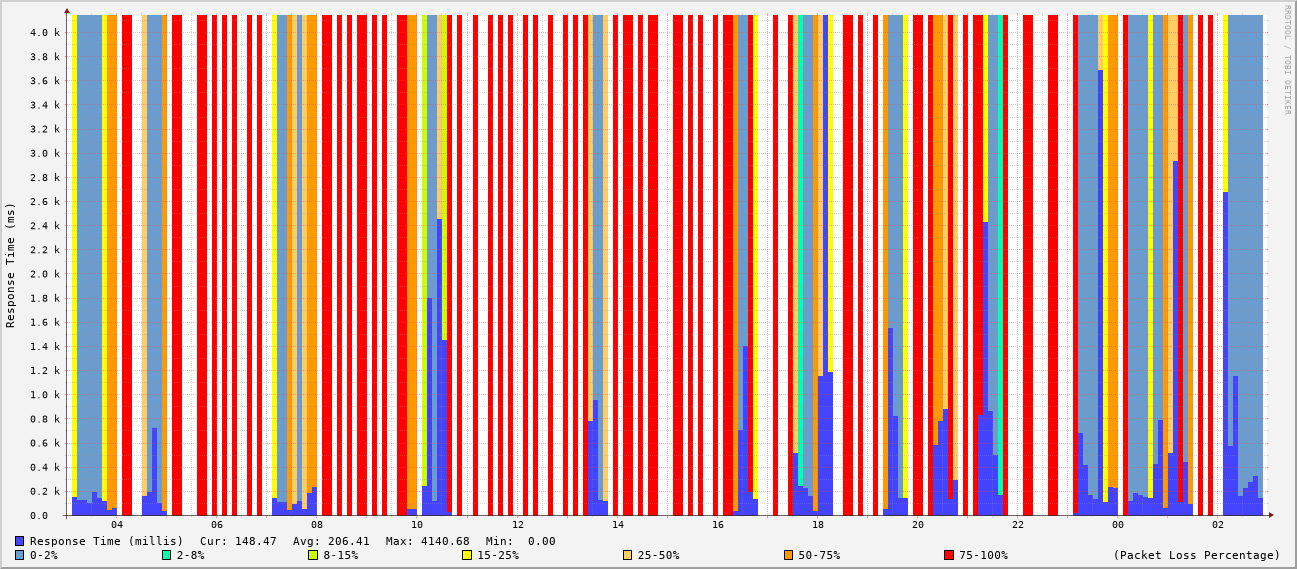 RRDTOOL / TOBI OETIKER
Response Time (ms)
4.0 k
3.8 k
3.6 k
3.4 k
3.2 k
3.0 k
2.8 k
2.6 k
2.4 k
2.2 k
2.0 k
1.8 k
1.6 k
1.4 k
1.2 k
1.0 k
0.8 k
0.6 k
0.4 k
0.2 k
0.0
04 06 08 10 12 14 16 18 20 22 00 02
Response Time (millis) Cur: 148.47 Avg: 206.41 Max: 4140.68 Min: 0.00
0-2% 2-8% 8-15% 15-25% 25-50% 50-75% 75-100% (Packet Loss Percentage)